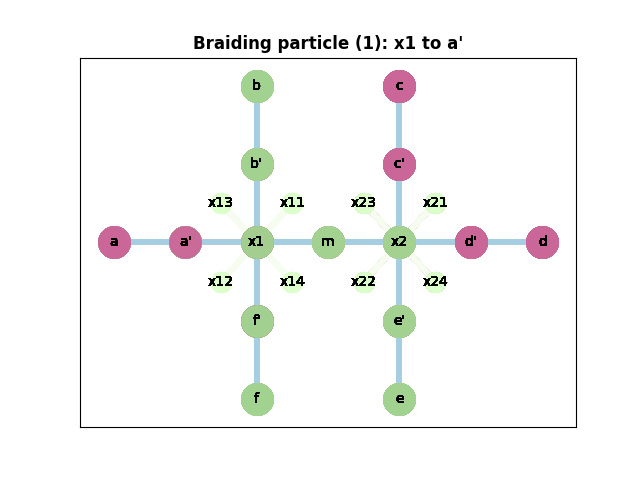 Braiding particle (1): x1 to a'
b c
b' c'
x13 x11 x23 x21
a a' x1 m x2 d' d
x12 x14 x22 x24
f' e'
f e